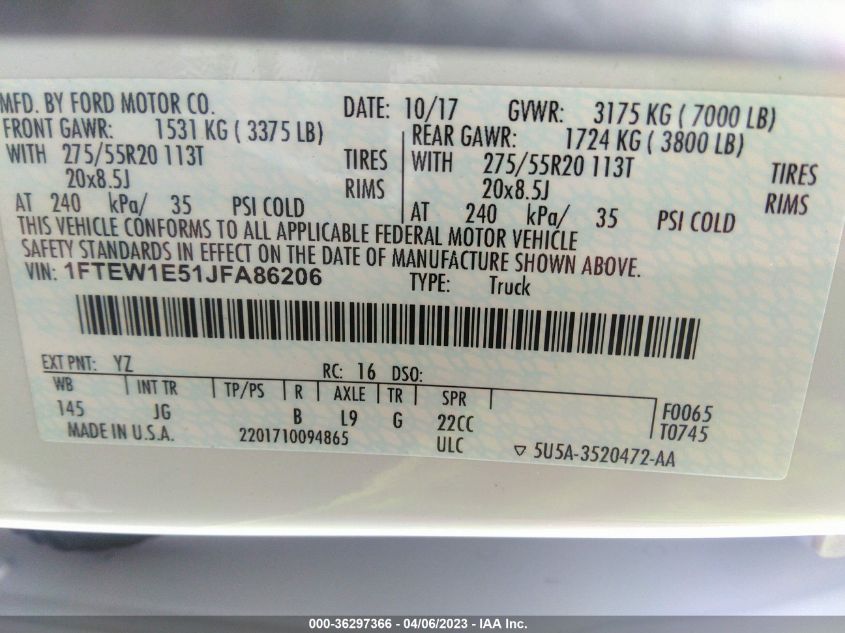 MFD. BY FORD MOTOR CO. DATE: 10/17 GVWR: 3175 KG ( 7000 LB)
FRONT GAWR: 1531 KG ( 3375 LB) REAR GAWR: 1724 KG ( 3800 LB)
WITH 275/55R20 113T TIRES WITH 275/55R20 113T TIRES
20x8.5J RIMS 20x8.5J RIMS
AT 240 kPa/ 35 PSI COLD AT 240 kPa/ 35 PSI COLD
THIS VEHICLE CONFORMS TO ALL APPLICABLE FEDERAL MOTOR VEHICLE
SAFETY STANDARDS IN EFFECT ON THE DATE OF MANUFACTURE SHOWN ABOVE.
VIN: 1FTEW1E51JFA86206 TYPE: Truck
EXT PNT: YZ RC: 16 DSO:
WB INT TR TP/PS R AXLE TR SPR F0065
145 JG B L9 G 22CC T0745
MADE IN U.S.A. 2201710094865 ULC ▽ 5U5A-3520472-AA
000-36297366 - 04/06/2023 - IAA Inc.